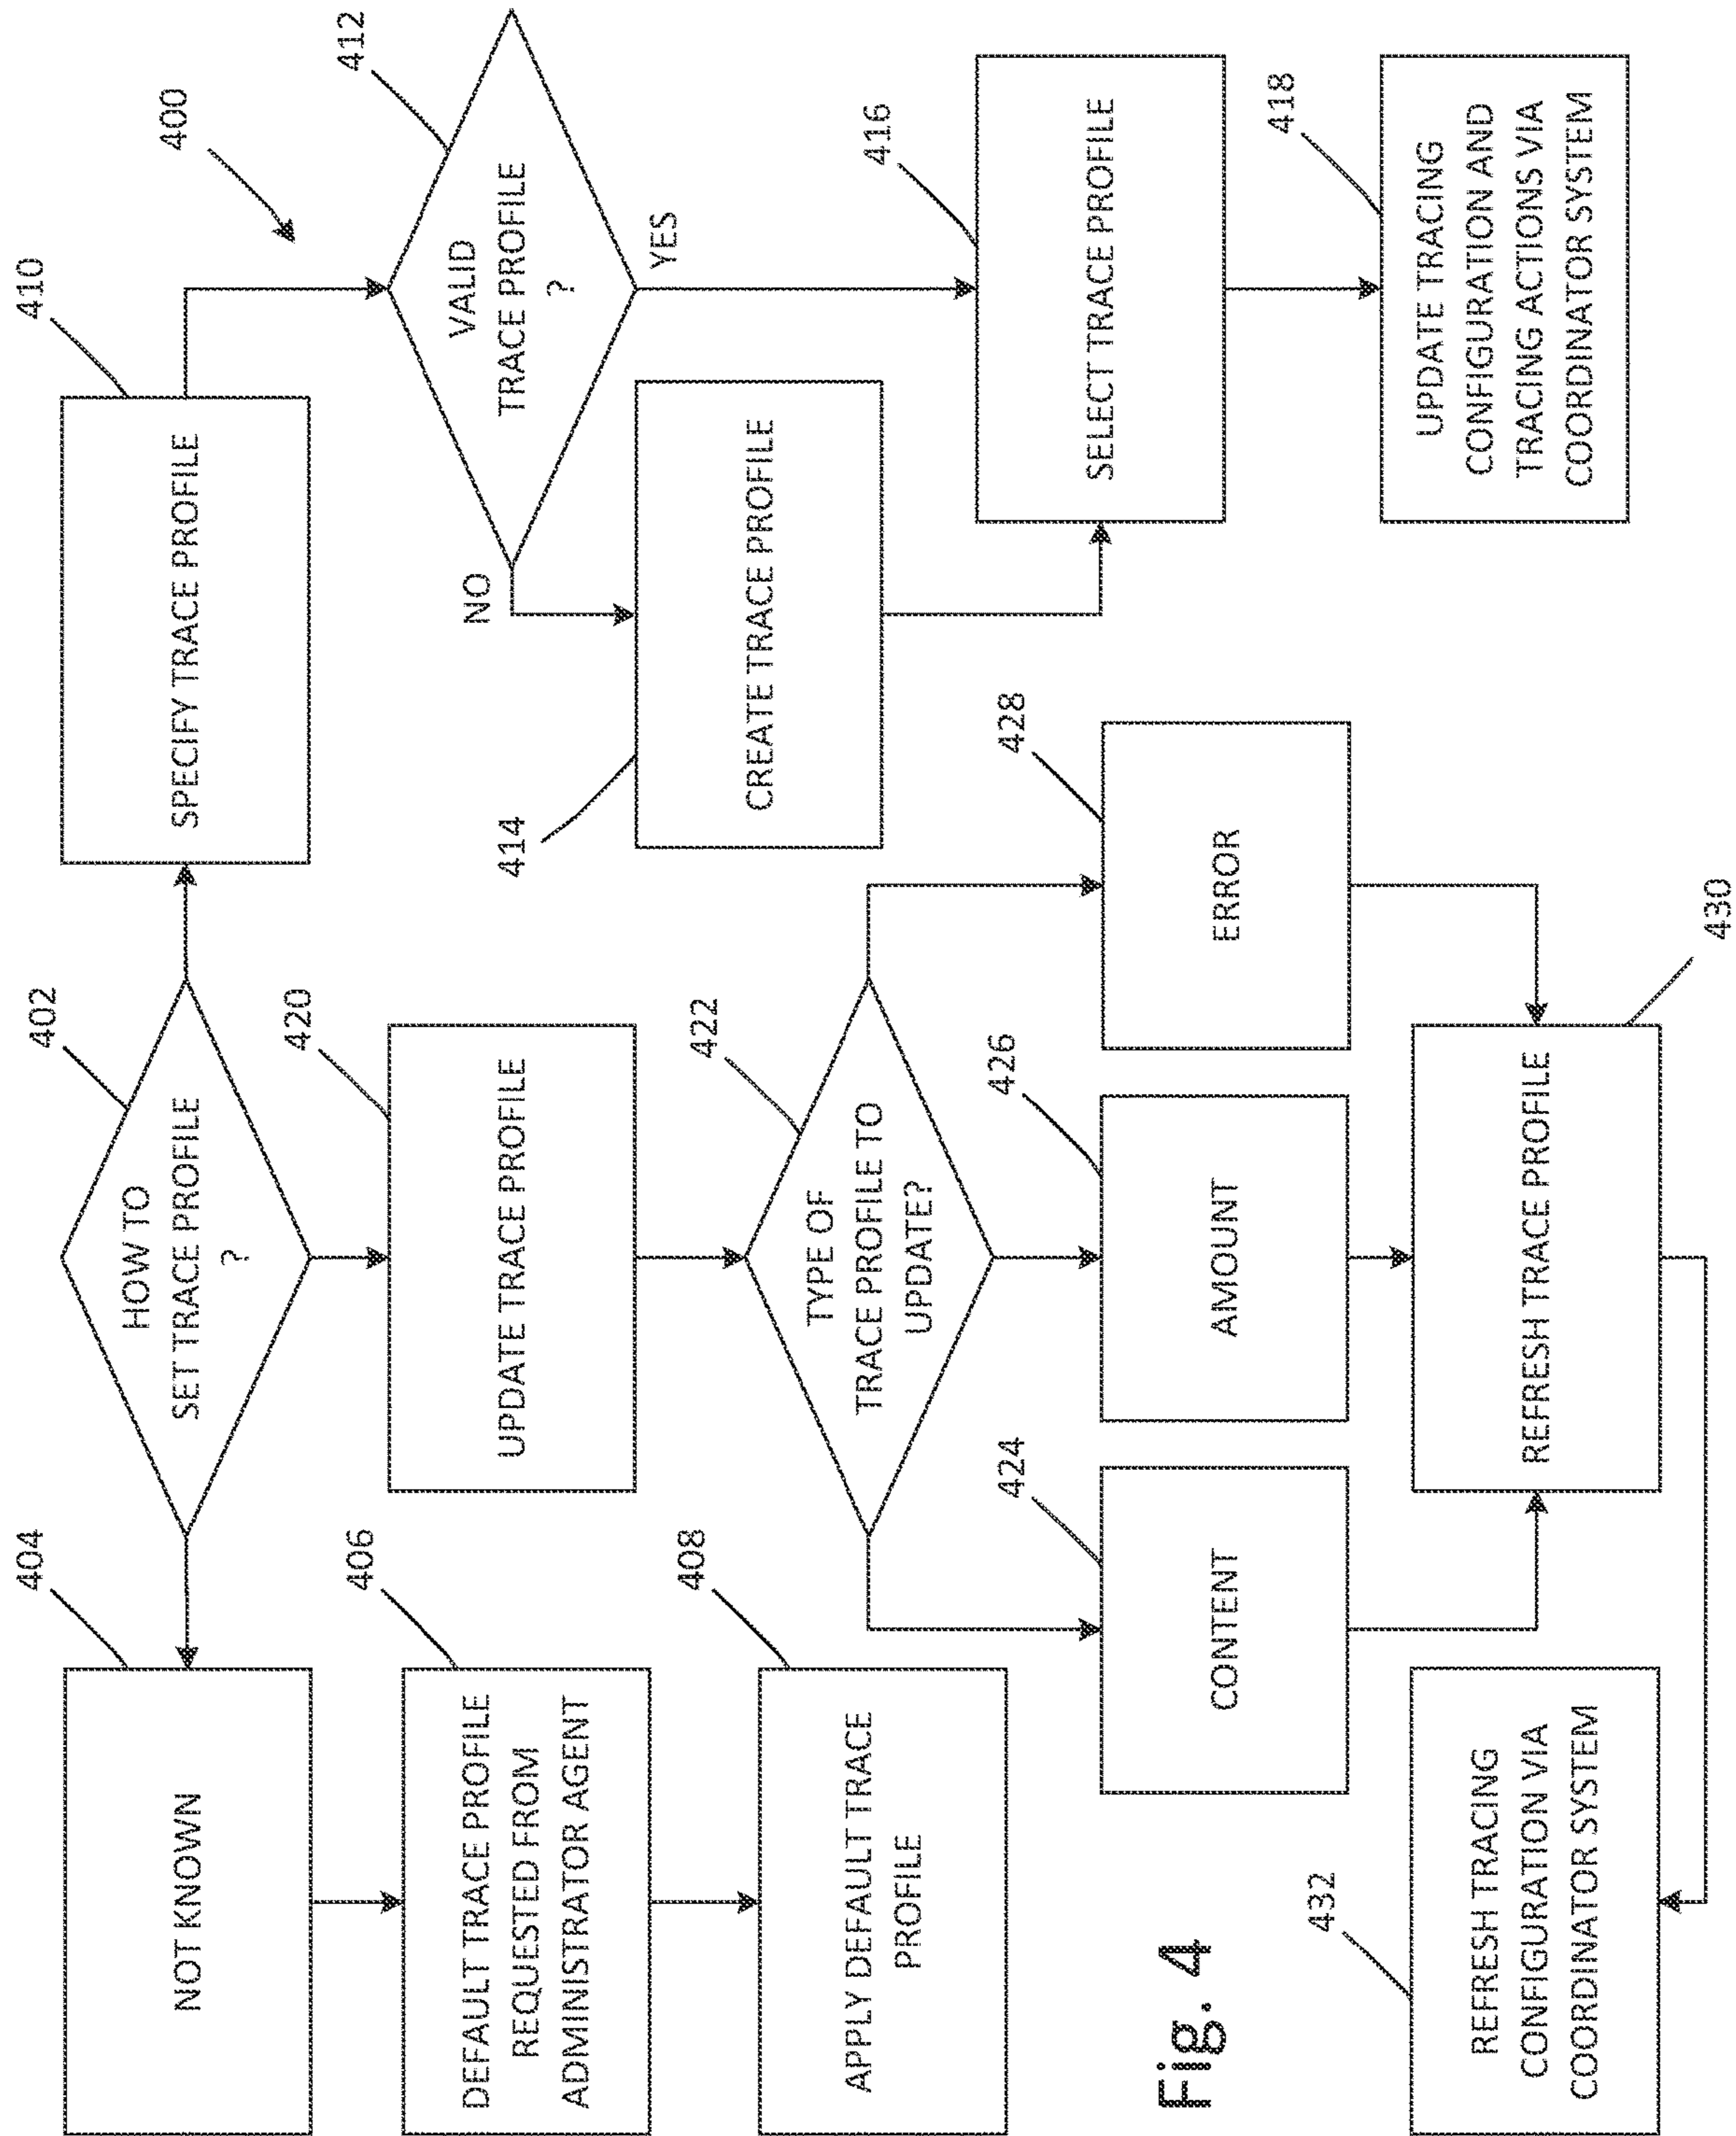 400
402
HOW TO
SET TRACE PROFILE
?
404
NOT KNOWN
406
DEFAULT TRACE PROFILE
REQUESTED FROM
ADMINISTRATOR AGENT
408
APPLY DEFAULT TRACE
PROFILE
410
SPECIFY TRACE PROFILE
412
VALID
TRACE PROFILE
?
NO
YES
414
CREATE TRACE PROFILE
416
SELECT TRACE PROFILE
418
UPDATE TRACING
CONFIGURATION AND
TRACING ACTIONS VIA
COORDINATOR SYSTEM
420
UPDATE TRACE PROFILE
422
TYPE OF
TRACE PROFILE TO
UPDATE?
424
CONTENT
426
AMOUNT
428
ERROR
430
REFRESH TRACE PROFILE
432
REFRESH TRACING
CONFIGURATION VIA
COORDINATOR SYSTEM
Fig. 4